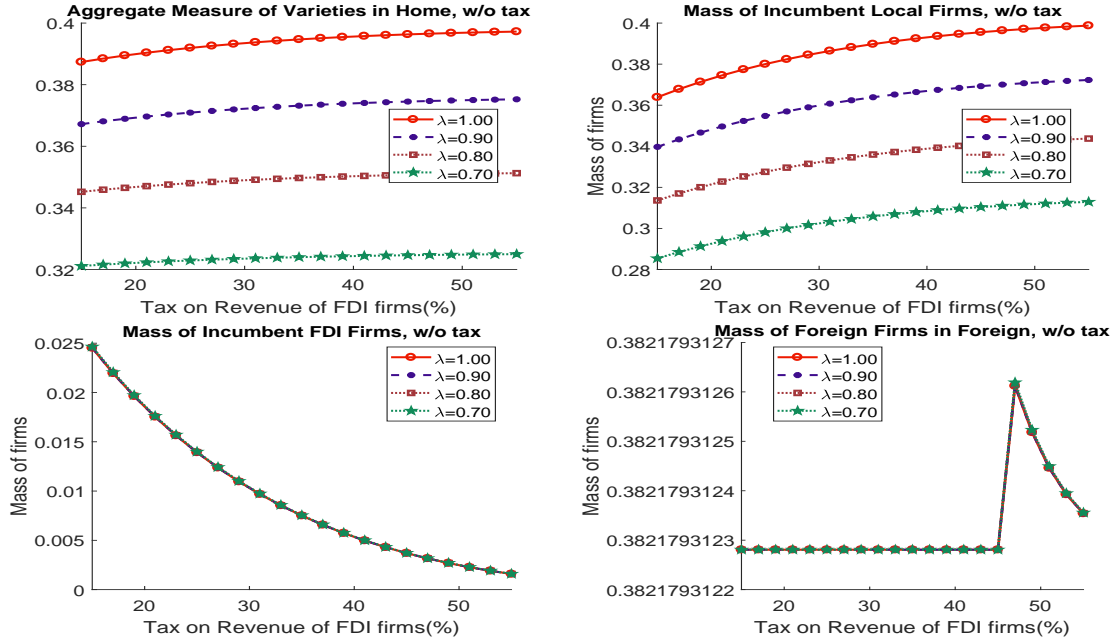 Aggregate Measure of Varieties in Home, w/o tax
0.4
0.38
0.36
0.34
0.32
λ=1.00
λ=0.90
λ=0.80
λ=0.70
20 30 40 50
Tax on Revenue of FDI firms(%)
Mass of Incumbent Local Firms, w/o tax
Mass of firms
0.4
0.38
0.36
0.34
0.32
0.3
0.28
λ=1.00
λ=0.90
λ=0.80
λ=0.70
20 30 40 50
Tax on Revenue of FDI firms(%)
Mass of Incumbent FDI Firms, w/o tax
Mass of firms
0.025
0.02
0.015
0.01
0.005
0
λ=1.00
λ=0.90
λ=0.80
λ=0.70
20 30 40 50
Tax on Revenue of FDI firms(%)
Mass of Foreign Firms in Foreign, w/o tax
Mass of firms
0.3821793127
0.3821793126
0.3821793125
0.3821793124
0.3821793123
0.3821793122
λ=1.00
λ=0.90
λ=0.80
λ=0.70
20 30 40 50
Tax on Revenue of FDI firms(%)